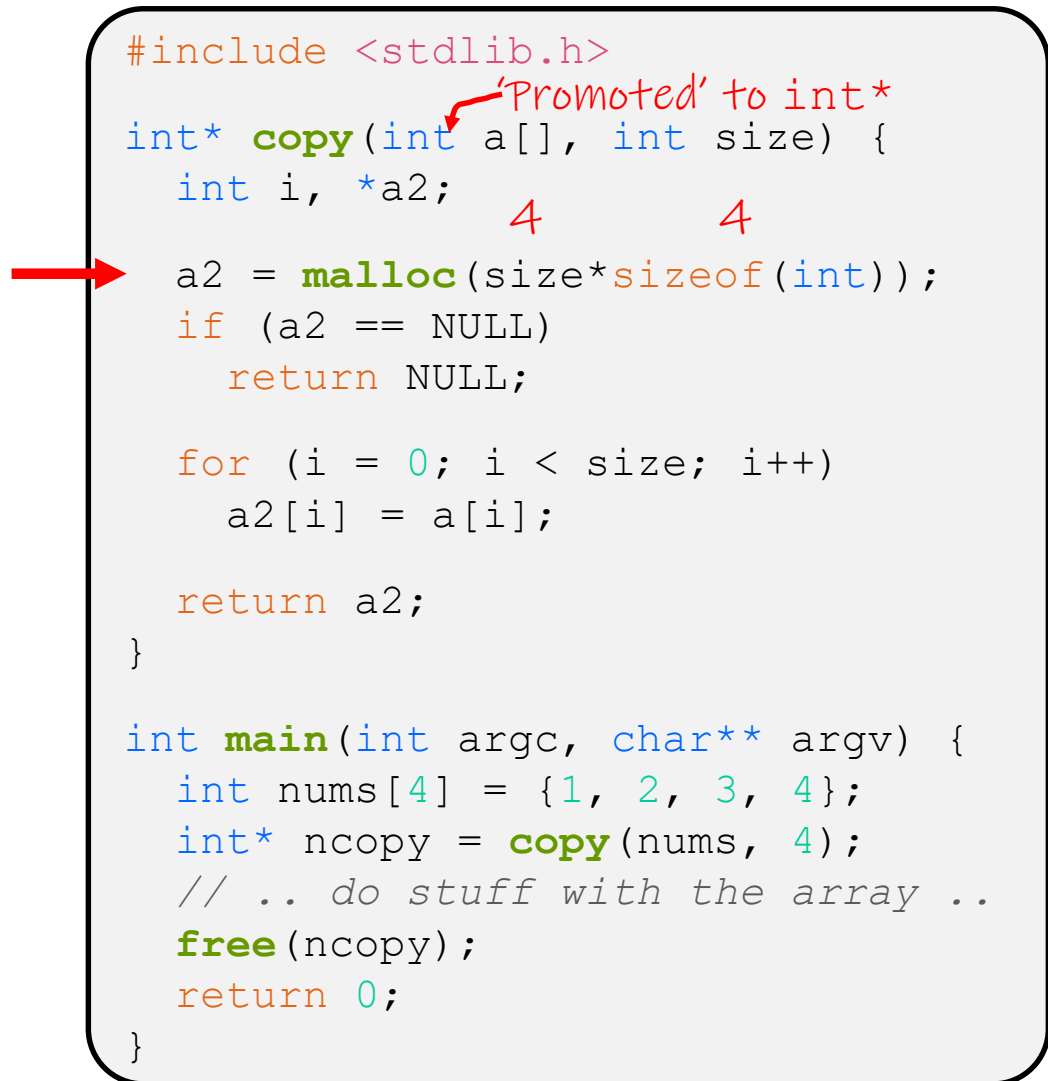 #include <stdlib.h>
'Promoted' to int*
int* copy(int a[], int size) {
  int i, *a2;
4 4
  a2 = malloc(size*sizeof(int));
  if (a2 == NULL)
    return NULL;
  for (i = 0; i < size; i++)
    a2[i] = a[i];
  return a2;
}
int main(int argc, char** argv) {
  int nums[4] = {1, 2, 3, 4};
  int* ncopy = copy(nums, 4);
  // .. do stuff with the array ..
  free(ncopy);
  return 0;
}